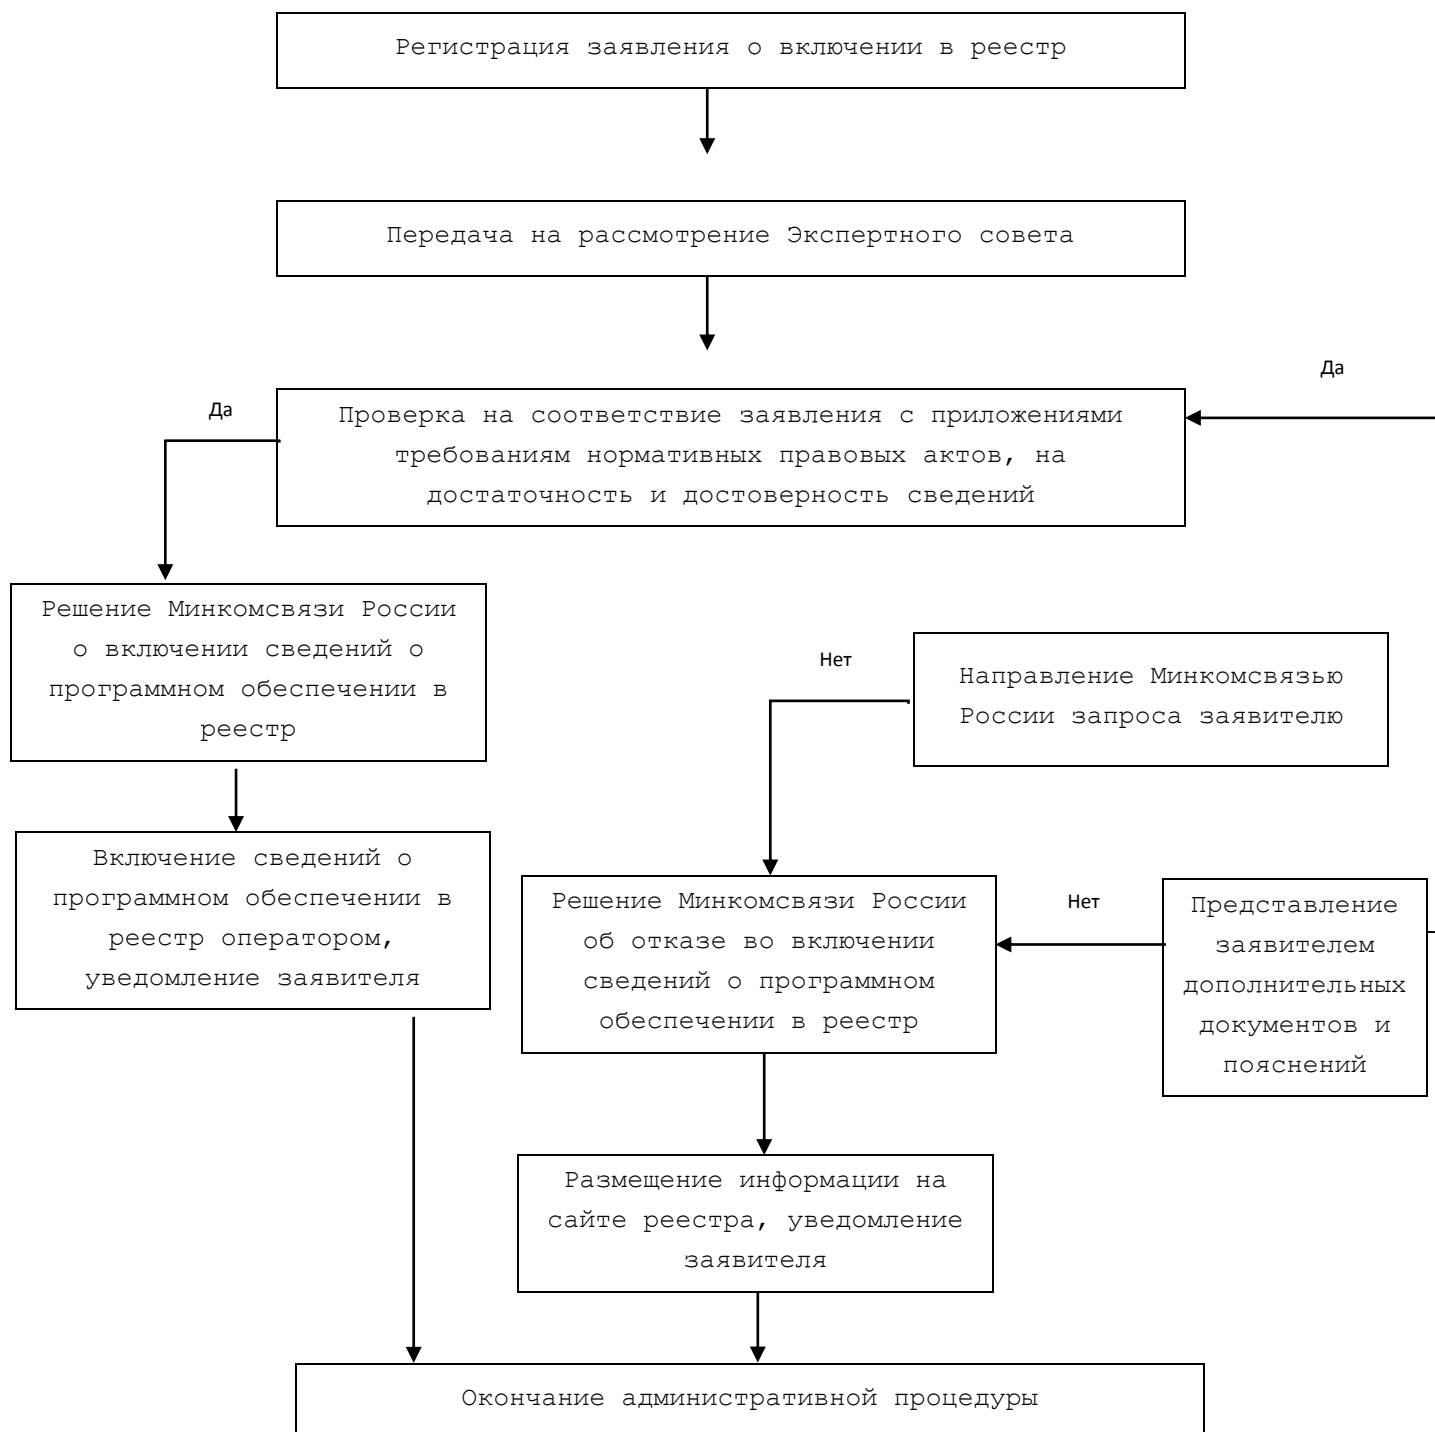 Регистрация заявления о включении в реестр
Передача на рассмотрение Экспертного совета
Да
Да
Проверка на соответствие заявления с приложениями
требованиям нормативных правовых актов, на
достаточность и достоверность сведений
Решение Минкомсвязи России
о включении сведений о
программном обеспечении в
реестр
Нет
Направление Минкомсвязью
России запроса заявителю
Включение сведений о
программном обеспечении в
реестр оператором,
уведомление заявителя
Решение Минкомсвязи России
об отказе во включении
сведений о программном
обеспечении в реестр
Нет
Представление
заявителем
дополнительных
документов и
пояснений
Размещение информации на
сайте реестра, уведомление
заявителя
Окончание административной процедуры